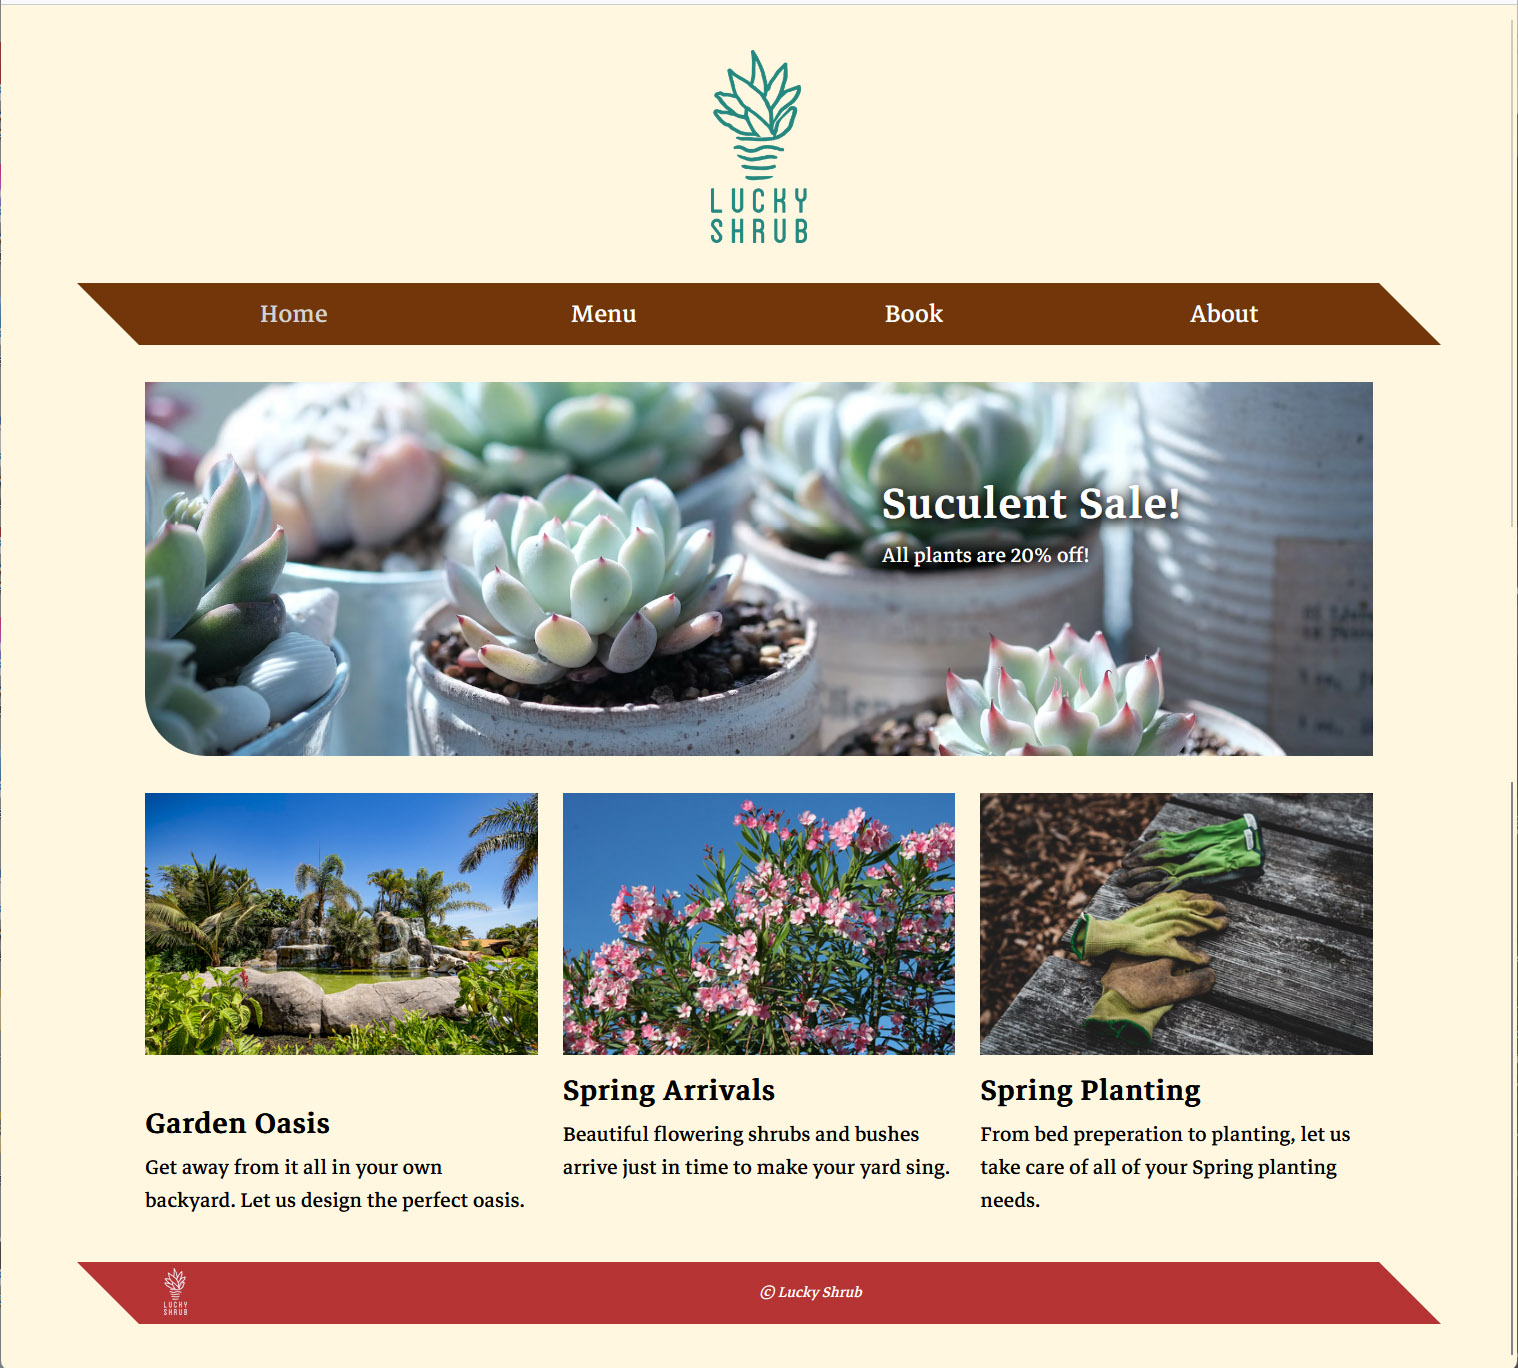 LUCKY
SHRUB
Home
Menu
Book
About
Suculent Sale!
All plants are 20% off!
Garden Oasis
Get away from it all in your own
backyard. Let us design the perfect oasis.
Spring Arrivals
Beautiful flowering shrubs and bushes
arrive just in time to make your yard sing.
Spring Planting
From bed preperation to planting, let us
take care of all of your Spring planting
needs.
LUCKY
SHRUB
© Lucky Shrub